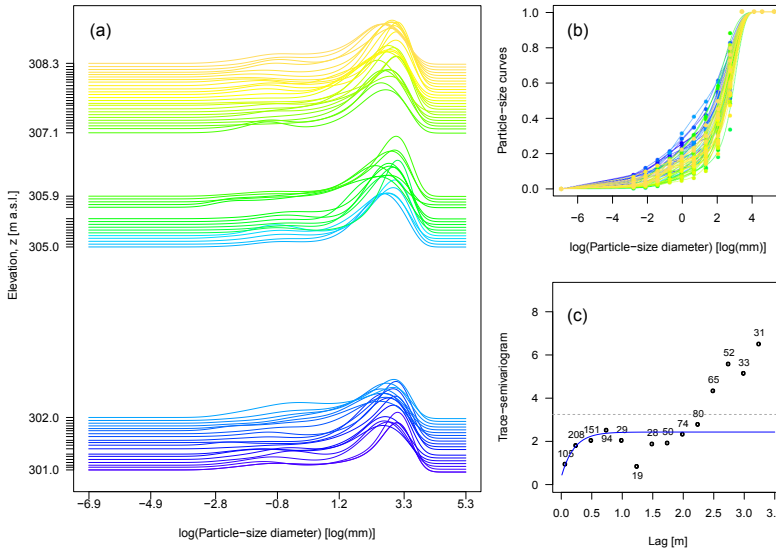 (a)
308.3
307.1
305.9
305.0
302.0
301.0
Elevation, z [m a.s.l.]
−6.9 −4.9 −2.9 −0.8 1.2 3.3 5.3
log(Particle−size diameter) [log(mm)]
(b)
1.0
0.8
0.6
0.4
0.2
0.0
Particle−size curves
−6 −4 −2 0 2 4
log(Particle−size diameter) [log(mm)]
(c)
8
6
4
2
0
Trace−semivariogram
105 208 151 94 29 19 28 50 74 80 65 52 33 31
0.0 0.5 1.0 1.5 2.0 2.5 3.0 3.
Lag [m]